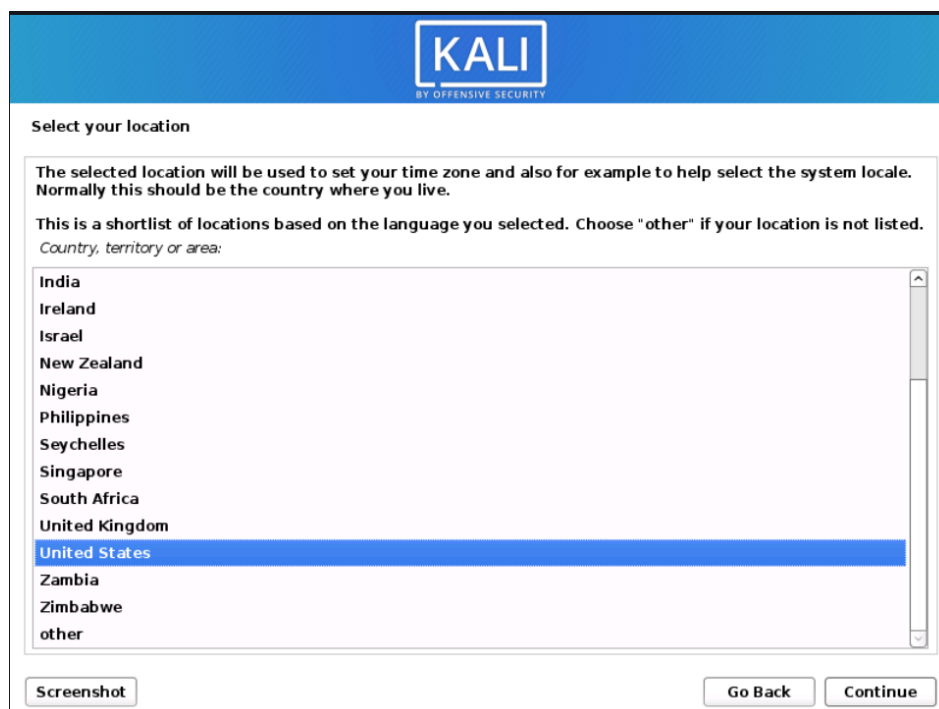 KALI
BY OFFENSIVE SECURITY
Select your location
The selected location will be used to set your time zone and also for example to help select the system locale.
Normally this should be the country where you live.
This is a shortlist of locations based on the language you selected. Choose "other" if your location is not listed.
Country, territory or area:
India
Ireland
Israel
New Zealand
Nigeria
Philippines
Seychelles
Singapore
South Africa
United Kingdom
United States
Zambia
Zimbabwe
other
Screenshot
Go Back
Continue